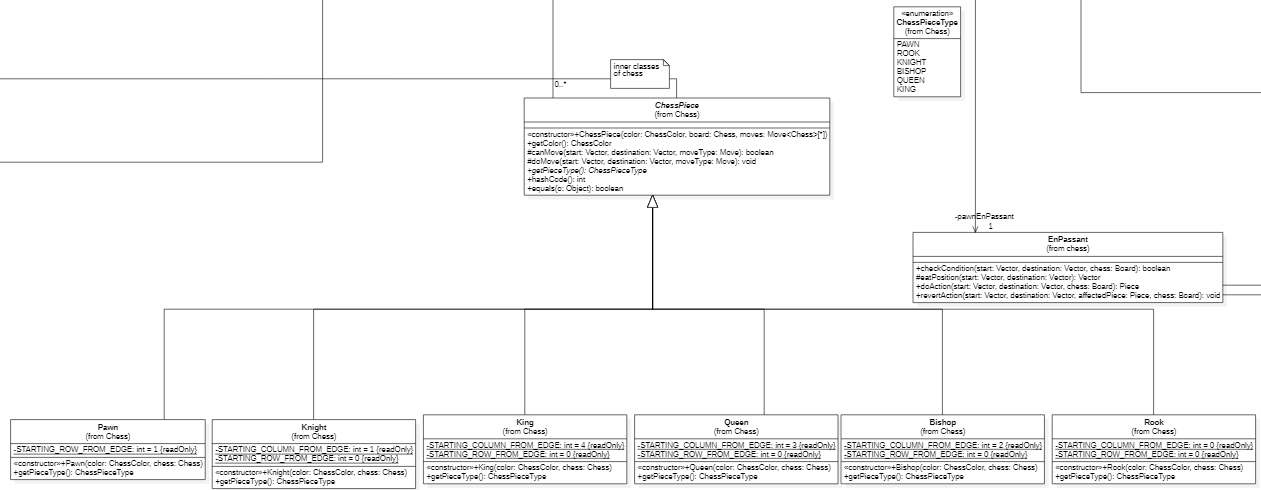 «enumeration»
ChessPieceType
(from Chess)
PAWN
ROOK
KNIGHT
BISHOP
QUEEN
KING
inner classes
of chess
0..*
ChessPiece
(from Chess)
«constructor»+ChessPiece(color: ChessColor, board: Chess, moves: Move<Chess>[*])
+getColor(): ChessColor
#canMove(start: Vector, destination: Vector, moveType: Move): boolean
#doMove(start: Vector, destination: Vector, moveType: Move): void
+getPieceType(): ChessPieceType
+hashCode(): int
+equals(o: Object): boolean
-pawnEnPassant
1
EnPassant
(from chess)
+checkCondition(start: Vector, destination: Vector, chess: Board): boolean
#eatPosition(start: Vector, destination: Vector): Vector
+doAction(start: Vector, destination: Vector, chess: Board): Piece
+revertAction(start: Vector, destination: Vector, affectedPiece: Piece, chess: Board): void
Pawn
(from Chess)
-STARTING_ROW_FROM_EDGE: int = 1 {readOnly}
«constructor»+Pawn(color: ChessColor, chess: Chess)
+getPieceType(): ChessPieceType
Knight
(from Chess)
-STARTING_COLUMN_FROM_EDGE: int = 1 {readOnly}
-STARTING_ROW_FROM_EDGE: int = 0 {readOnly}
«constructor»+Knight(color: ChessColor, chess: Chess)
+getPieceType(): ChessPieceType
King
(from Chess)
-STARTING_COLUMN_FROM_EDGE: int = 4 {readOnly}
-STARTING_ROW_FROM_EDGE: int = 0 {readOnly}
«constructor»+King(color: ChessColor, chess: Chess)
+getPieceType(): ChessPieceType
Queen
(from Chess)
-STARTING_COLUMN_FROM_EDGE: int = 3 {readOnly}
-STARTING_ROW_FROM_EDGE: int = 0 {readOnly}
«constructor»+Queen(color: ChessColor, chess: Chess)
+getPieceType(): ChessPieceType
Bishop
(from Chess)
-STARTING_COLUMN_FROM_EDGE: int = 2 {readOnly}
-STARTING_ROW_FROM_EDGE: int = 0 {readOnly}
«constructor»+Bishop(color: ChessColor, chess: Chess)
+getPieceType(): ChessPieceType
Rook
(from Chess)
-STARTING_COLUMN_FROM_EDGE: int = 0 {readOnly}
-STARTING_ROW_FROM_EDGE: int = 0 {readOnly}
«constructor»+Rook(color: ChessColor, chess: Chess)
+getPieceType(): ChessPieceType